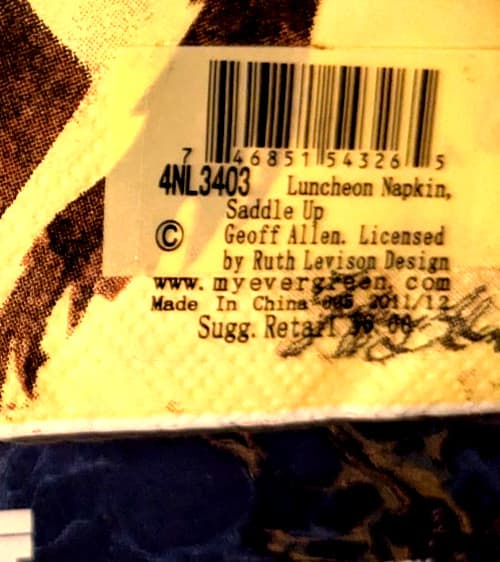 7 46851 54326 5
4NL3403 Luncheon Napkin,
Saddle Up
© Geoff Allen. Licensed
by Ruth Levison Design
www.myevergreen.com
Made In China 2011/12
Sugg. Retail